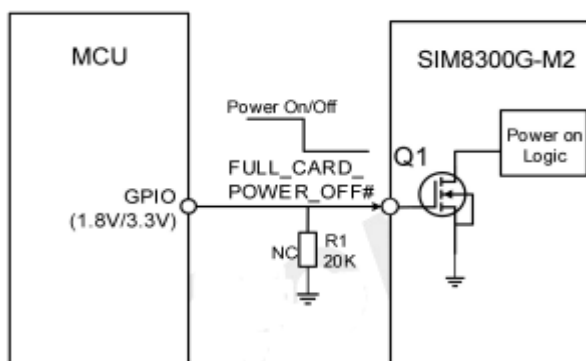 MCU
SIM8300G-M2
Power On/Off
Power on
Logic
Q1
FULL_CARD_
POWER_OFF#
GPIO
(1.8V/3.3V)
NC
R1
20K